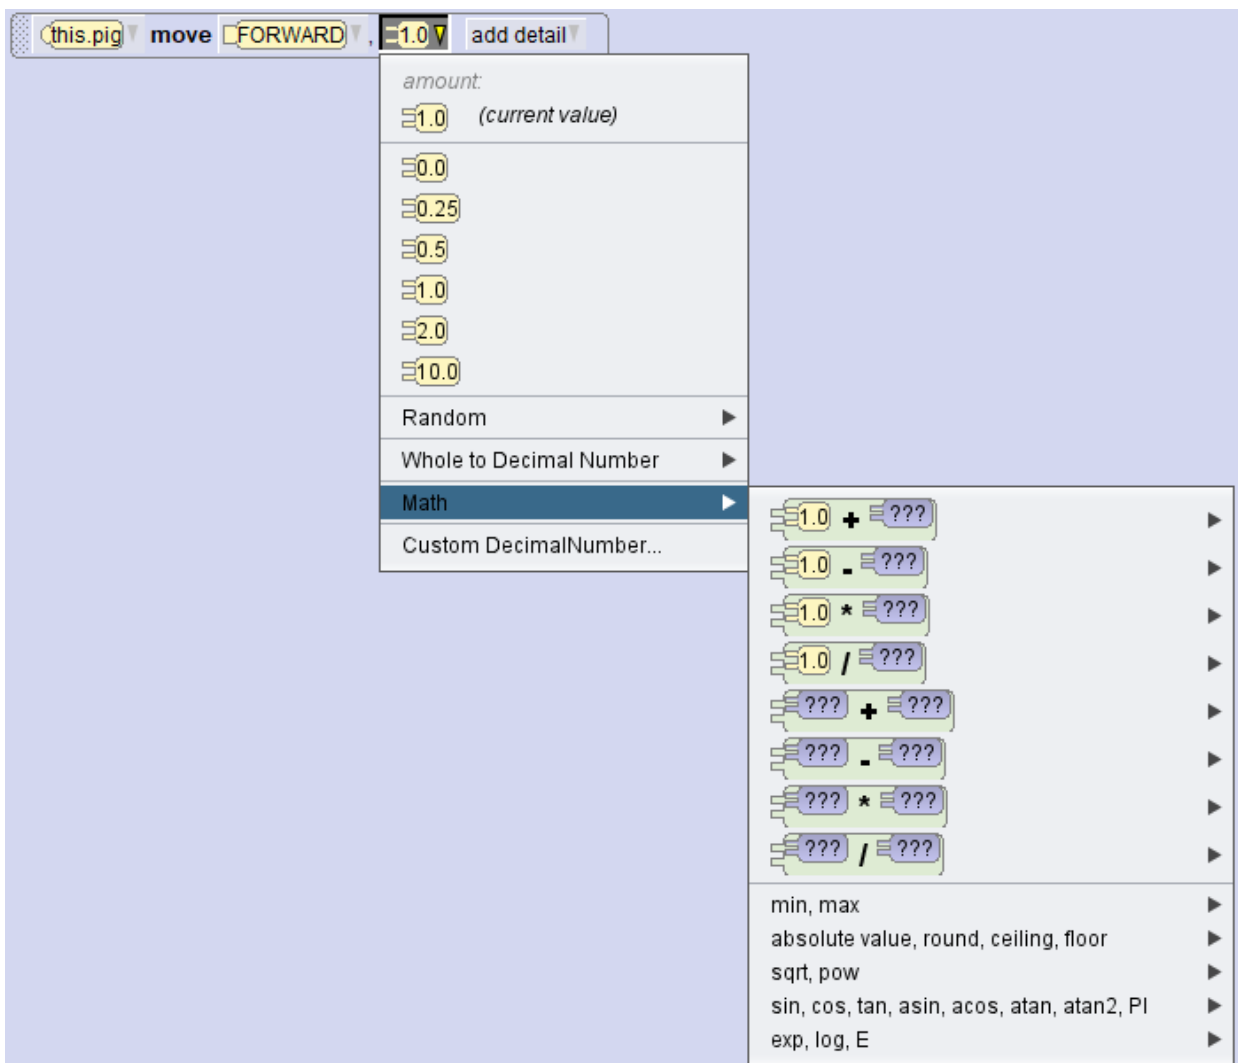 this.pig move FORWARD , 1.0 add detail
amount:
1.0 (current value)
0.0
0.25
0.5
1.0
2.0
10.0
Random
Whole to Decimal Number
Math
Custom DecimalNumber...
1.0 + ???
1.0 - ???
1.0 * ???
1.0 / ???
??? + ???
??? - ???
??? * ???
??? / ???
min, max
absolute value, round, ceiling, floor
sqrt, pow
sin, cos, tan, asin, acos, atan, atan2, PI
exp, log, E